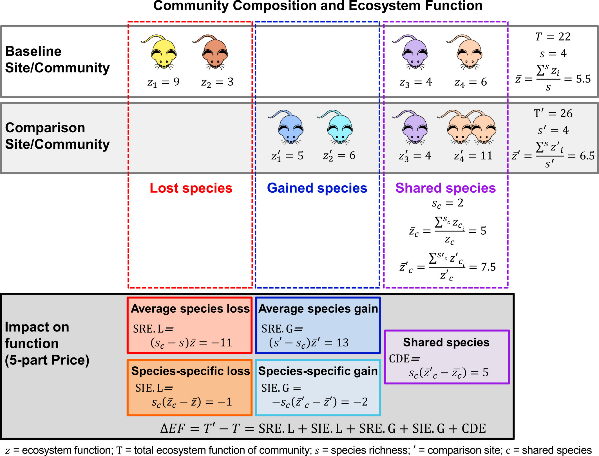 Community Composition and Ecosystem Function
Baseline
Site/Community
z₁ = 9
z₂ = 3
z₃ = 4
z₄ = 6
T = 22
s = 4
z̄ = ∑ˢ zᵢ / s = 5.5
Comparison
Site/Community
z′₁ = 5
z′₂ = 6
z′₃ = 4
z′₄ = 11
T′ = 26
s′ = 4
z̄′ = ∑ˢ z′ᵢ / s′ = 6.5
Lost species
Gained species
Shared species
s_c = 2
z̄_c = ∑^{s_c} z_{c_i} / z_c = 5
z̄′_c = ∑^{s′_c} z′_{c_i} / z′_c = 7.5
Impact on
function
(5-part Price)
Average species loss
SRE.L=
(s_c − s)z̄ = −11
Average species gain
SRE.G=
(s′ − s_c)z̄′ = 13
Species-specific loss
SIE.L=
s_c(z̄_c − z̄) = −1
Species-specific gain
SIE.G=
−s_c(z̄′_c − z̄′) = −2
Shared species
CDE=
s_c(z̄′_c − z̄_c) = 5
ΔEF = T′ − T = SRE.L + SIE.L + SRE.G + SIE.G + CDE
z = ecosystem function; T = total ecosystem function of community; s = species richness; ′ = comparison site; c = shared species